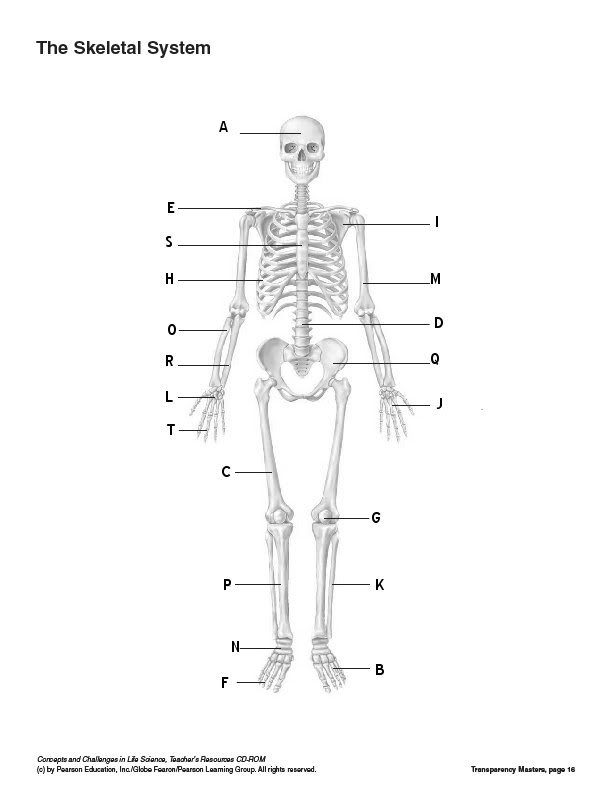 The Skeletal System
A
E
I
S
H
M
D
O
R
Q
L
J
T
C
G
P
K
N
B
F
Concepts and Challenges in Life Science, Teacher's Resources CD-ROM
(c) by Pearson Education, Inc./Globe Fearon/Pearson Learning Group. All rights reserved.
Transparency Masters, page 16